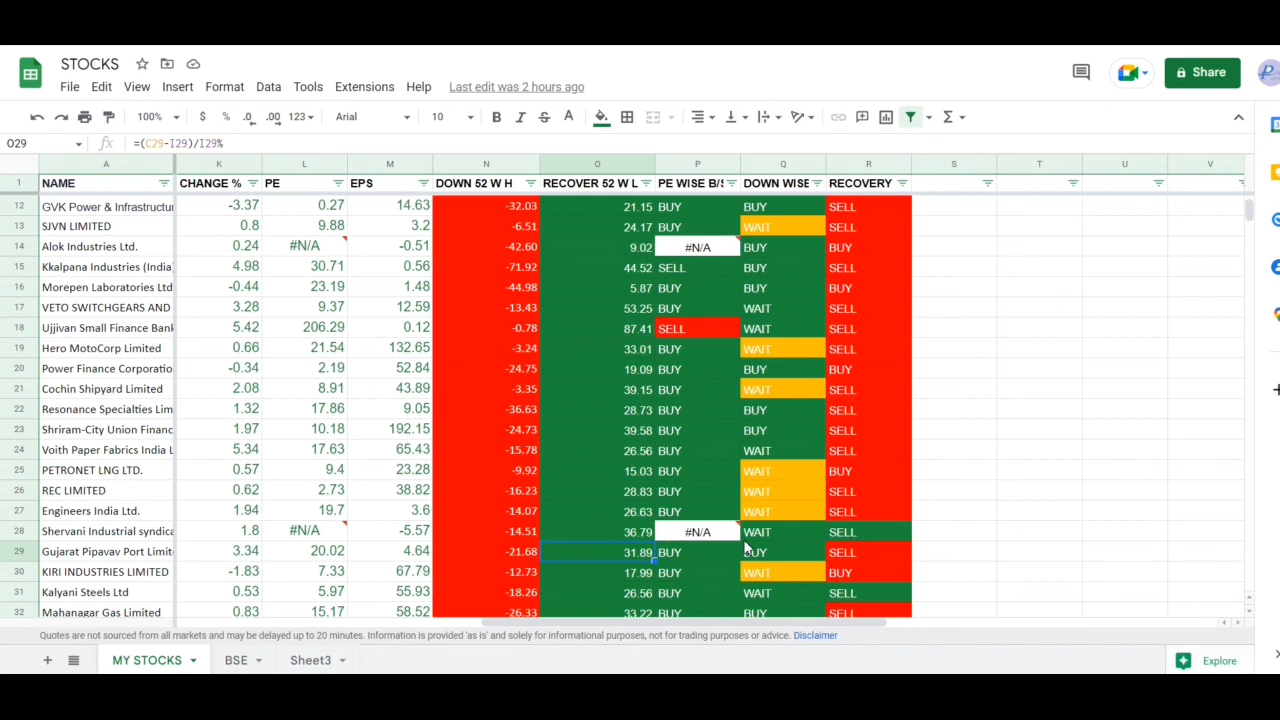 STOCKS
File Edit View Insert Format Data Tools Extensions Help Last edit was 2 hours ago
Share
100% $ % .0 .00 123 Arial 10 B I S A
O29 fx =(C29-I29)/I29%
A K L M N O P Q R S T U V
1 NAME CHANGE % PE EPS DOWN 52 W H RECOVER 52 W L PE WISE B/S DOWN WISE RECOVERY
12 GVK Power & Infrastructur -3.37 0.27 14.63 -32.03 21.15 BUY BUY SELL
13 SJVN LIMITED 0.8 9.88 3.2 -6.51 24.17 BUY WAIT SELL
14 Alok Industries Ltd. 0.24 #N/A -0.51 -42.60 9.02 #N/A BUY BUY
15 Kkalpana Industries (India) 4.98 30.71 0.56 -71.92 44.52 SELL BUY SELL
16 Morepen Laboratories Ltd -0.44 23.19 1.48 -44.98 5.87 BUY BUY BUY
17 VETO SWITCHGEARS AND 3.28 9.37 12.59 -13.43 53.25 BUY WAIT SELL
18 Ujjivan Small Finance Bank 5.42 206.29 0.12 -0.78 87.41 SELL WAIT SELL
19 Hero MotoCorp Limited 0.66 21.54 132.65 -3.24 33.01 BUY WAIT SELL
20 Power Finance Corporatio -0.34 2.19 52.84 -24.75 19.09 BUY BUY BUY
21 Cochin Shipyard Limited 2.08 8.91 43.89 -3.35 39.15 BUY WAIT SELL
22 Resonance Specialties Lim 1.32 17.86 9.05 -36.63 28.73 BUY BUY SELL
23 Shriram-City Union Financ 1.97 10.18 192.15 -24.73 39.58 BUY BUY SELL
24 Voith Paper Fabrics India L 5.34 17.63 65.43 -15.78 26.56 BUY WAIT SELL
25 PETRONET LNG LTD. 0.57 9.4 23.28 -9.92 15.03 BUY WAIT BUY
26 REC LIMITED 0.62 2.73 38.82 -16.23 28.83 BUY WAIT SELL
27 Engineers India Ltd. 1.94 19.7 3.6 -14.07 26.63 BUY WAIT SELL
28 Shervani Industrial syndica 1.8 #N/A -5.57 -14.51 36.79 #N/A WAIT SELL
29 Gujarat Pipavav Port Limit 3.34 20.02 4.64 -21.68 31.89 BUY BUY SELL
30 KIRI INDUSTRIES LIMITED -1.83 7.33 67.79 -12.73 17.99 BUY WAIT BUY
31 Kalyani Steels Ltd 0.53 5.97 55.93 -18.26 26.56 BUY WAIT SELL
32 Mahanagar Gas Limited 0.83 15.17 58.52 -26.33 33.22 BUY BUY SELL
Quotes are not sourced from all markets and may be delayed up to 20 minutes. Information is provided 'as is' and solely for informational purposes, not for trading purposes or advice. Disclaimer
MY STOCKS BSE Sheet3 Explore